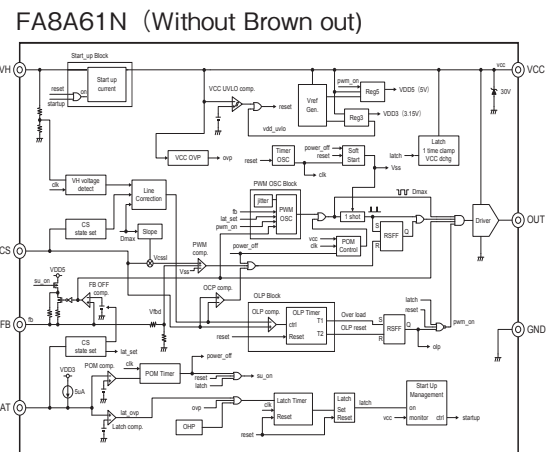 FA8A61N (Without Brown out)
Start_up Block
VH
Start up
current
on
reset
startup
VCC UVLO comp.
reset
vdd_uvlo
Vref
Gen.
pwm_on
Reg5
VDD5 (5V)
Reg3
VDD3 (3.15V)
vcc
VCC
30V
VCC OVP
ovp
reset
Timer
OSC
clk
power_off
reset
Soft
Start
Vss
latch
Latch
1 time clamp
VCC dchg
clk
VH voltage
detect
Line
Correction
PWM OSC Block
jitter
PWM
OSC
fb
lat_set
pwm_on
1 shot
Dmax
CS
state set
Dmax
Slope
vcc
clk
POM
Control
S
R
RSFF
Q
Driver
OUT
CS
Vcssl
PWM
comp.
Vss
power_off
VDD5
su_on
FB OFF
comp.
OCP comp.
FB
fb
Vfbd
OLP Block
OLP comp.
OLP Timer
ctrl
T1
T2
Reset
reset
Over load
OLP reset
S
R
RSFF
Q
latch
reset
pwm_on
olp
GND
CS
state set
lat_set
VDD3
5uA
POM comp.
clk
POM Timer
power_off
reset
latch
su_on
AT
lat_ovp
Latch comp.
ovp
OHP
clk
Latch Timer
Reset
reset
Latch
Set
Reset
latch
Start Up
Management
on
vcc
monitor
ctrl
startup